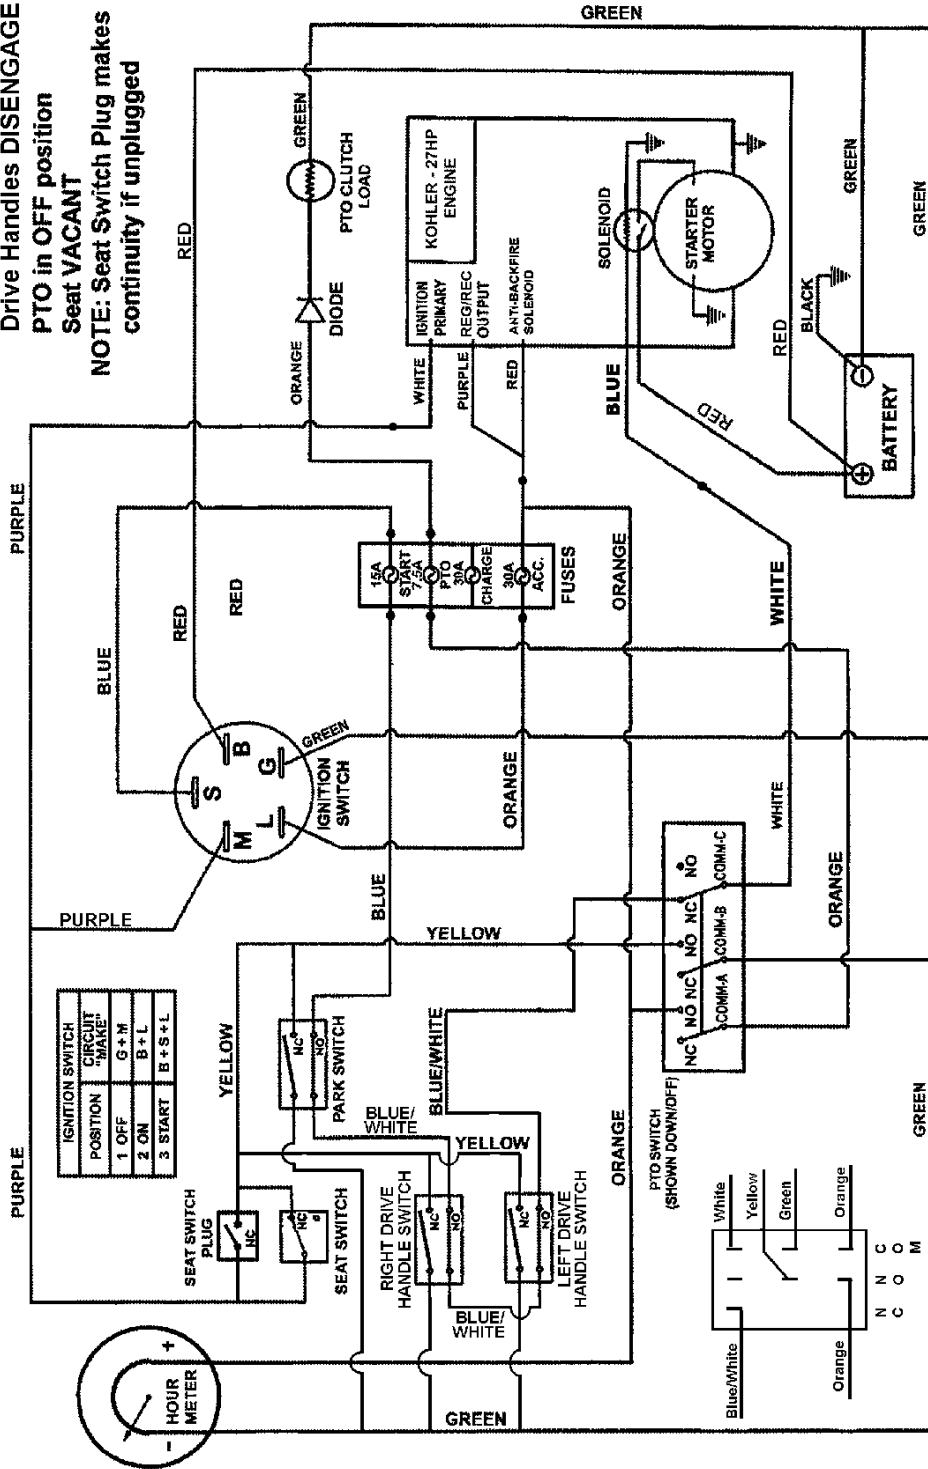 Drive Handles DISENGAGE
PTO in OFF position
Seat VACANT
NOTE: Seat Switch Plug makes
continuity if unplugged
GREEN
RED
GREEN
PTO CLUTCH
LOAD
DIODE
ORANGE
KOHLER - 27HP
ENGINE
IGNITION
PRIMARY
REG/REC
OUTPUT
ANTI-BACKFIRE
SOLENOID
WHITE
PURPLE
RED
SOLENOID
STARTER
MOTOR
BLUE
RED
RED
BLACK
GREEN
GREEN
BATTERY
+
-
PURPLE
BLUE
RED
RED
15A
START
7.5A
PTO
30A
CHARGE
30A
ACC.
FUSES
ORANGE
WHITE
S
B
G
L
M
IGNITION
SWITCH
GREEN
ORANGE
PURPLE
BLUE
YELLOW
WHITE
ORANGE
NC NO NC NO NC NO
COMM-A COMM-B COMM-C
PTO SWITCH
(SHOWN DOWN/OFF)
IGNITION SWITCH
POSITION CIRCUIT
"MAKE"
1 OFF G + M
2 ON B + L
3 START B + S + L
PURPLE
YELLOW
NC
NO
PARK SWITCH
BLUE/
WHITE
BLUE/WHITE
YELLOW
ORANGE
SEAT SWITCH
PLUG
NC
NC
SEAT SWITCH
RIGHT DRIVE
HANDLE SWITCH
NC
NO
LEFT DRIVE
HANDLE SWITCH
NC
NO
BLUE/
WHITE
GREEN
HOUR
METER
+
-
GREEN
White
Yellow
Green
Orange
Blue/White
Orange
N C
N O
C O M